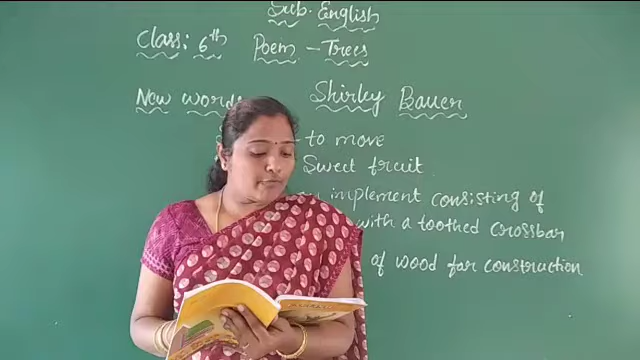 Sub. English
Class: 6th Poem - Trees
New words Shirley Bauer
- to move
Sweet fruit
implement consisting of
with a toothed crossbar
of wood for construction